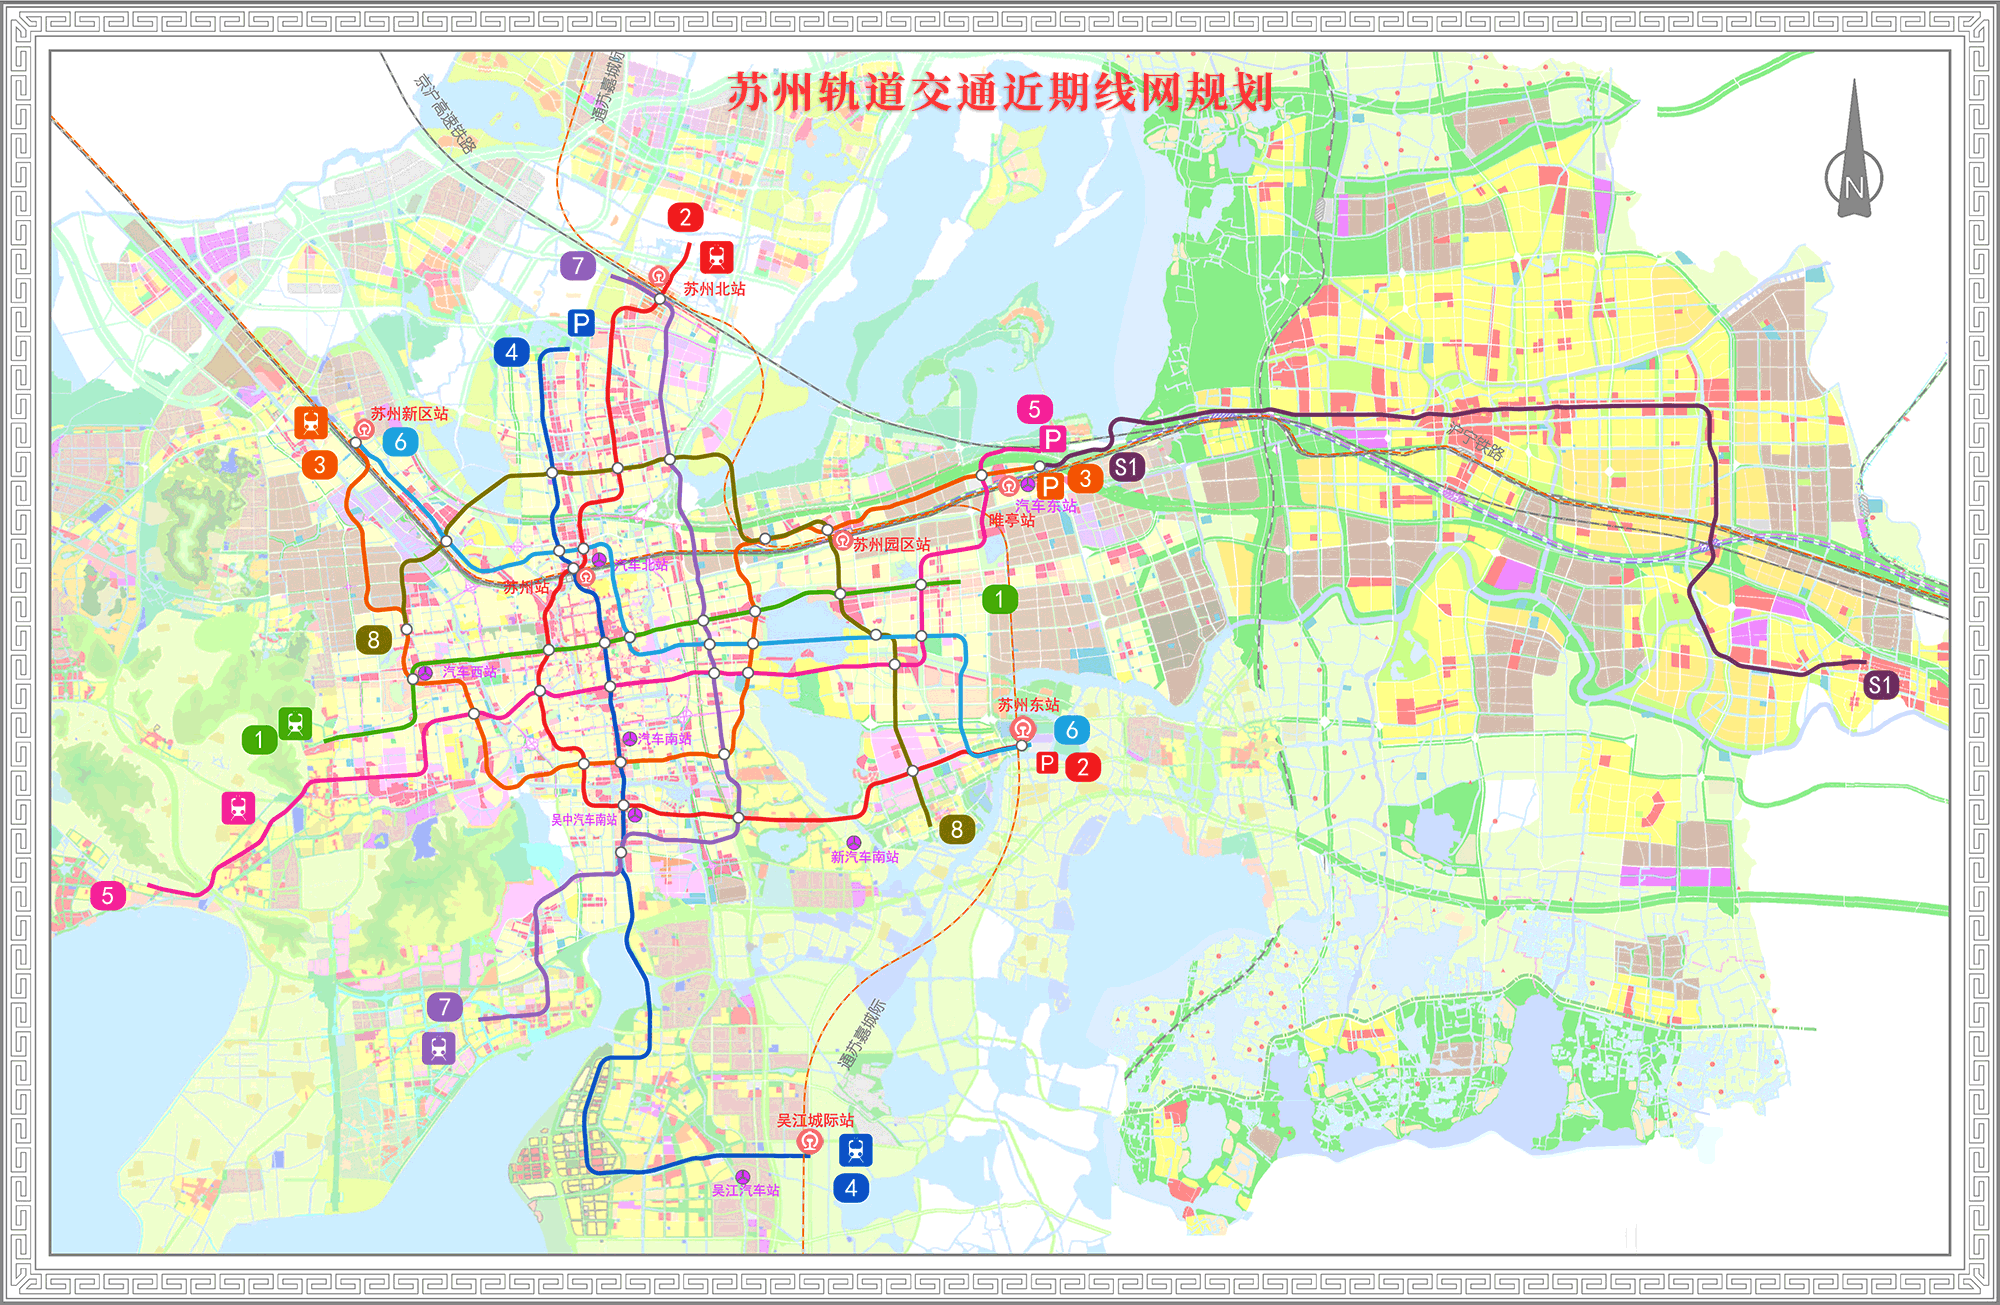 苏州轨道交通近期线网规划
京沪高速铁路
通苏嘉城际
N
2
7
苏州北站
P
4
苏州新区站
6
3
5
P
S1
3
P
汽车东站
唯亭站
沪宁铁路
苏州园区站
汽车北站
苏州站
1
8
汽车西站
S1
苏州东站
1
汽车南站
6
P
2
吴中汽车南站
8
新汽车南站
5
7
通苏嘉城际
吴江城际站
4
吴江汽车站